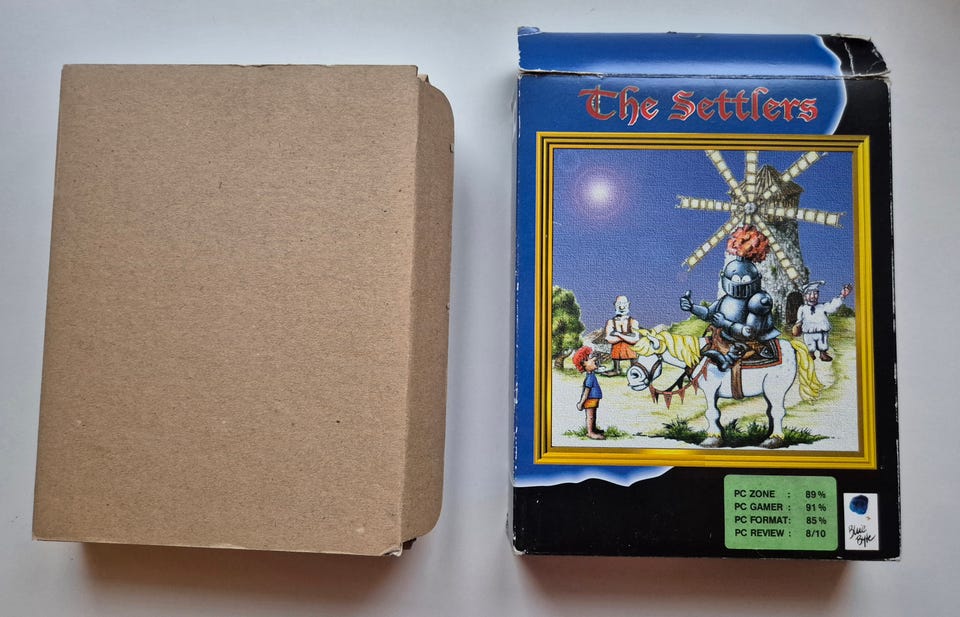 The Settlers
PC ZONE : 89%
PC GAMER : 91%
PC FORMAT: 85%
PC REVIEW : 8/10
Blue
Byte